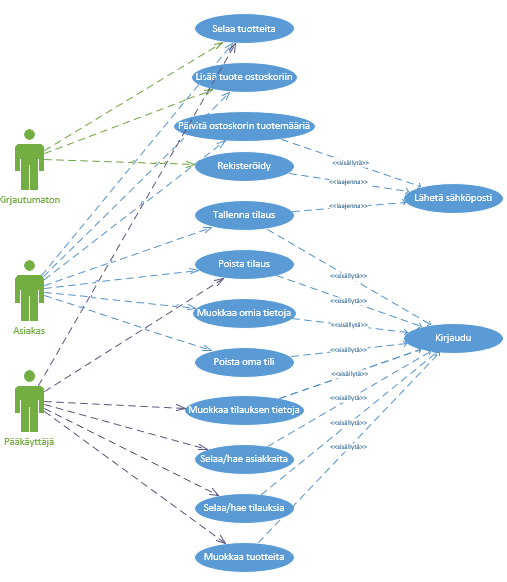 Selaa tuotteita
Lisää tuote ostoskoriin
Päivitä ostoskorin tuotemääriä
Rekisteröidy
Tallenna tilaus
Poista tilaus
Muokkaa omia tietoja
Poista oma tili
Muokkaa tilauksen tietoja
Selaa/hae asiakkaita
Selaa/hae tilauksia
Muokkaa tuotteita
Kirjautumaton
Asiakas
Pääkäyttäjä
<<sisällytä>>
<<laajenna>>
<<laajenna>>
Lähetä sähköposti
<<sisällytä>>
<<sisällytä>>
<<sisällytä>>
<<sisällytä>>
<<sisällytä>>
<<sisällytä>>
<<sisällytä>>
<<sisällytä>>
Kirjaudu